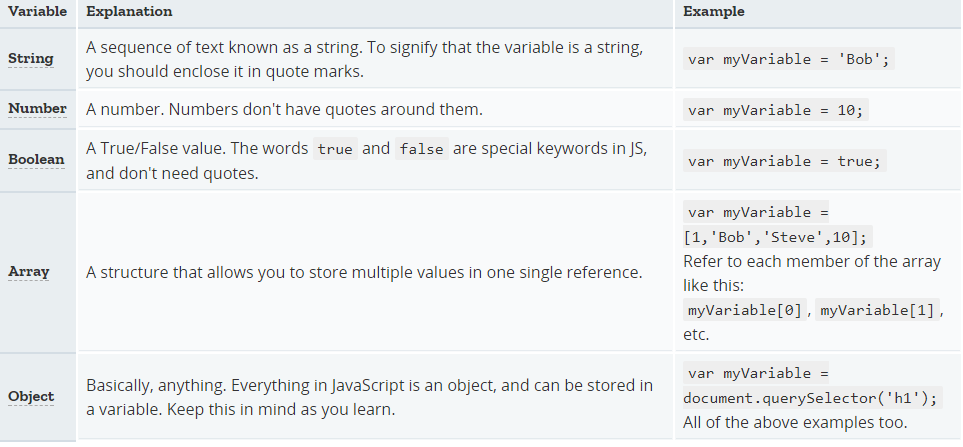 Variable Explanation Example
String A sequence of text known as a string. To signify that the variable is a string,
you should enclose it in quote marks.
var myVariable = 'Bob';
Number A number. Numbers don't have quotes around them. var myVariable = 10;
Boolean A True/False value. The words true and false are special keywords in JS,
and don't need quotes.
var myVariable = true;
Array A structure that allows you to store multiple values in one single reference.
var myVariable =
[1,'Bob','Steve',10];
Refer to each member of the array
like this:
myVariable[0], myVariable[1],
etc.
Object Basically, anything. Everything in JavaScript is an object, and can be stored in
a variable. Keep this in mind as you learn.
var myVariable =
document.querySelector('h1');
All of the above examples too.